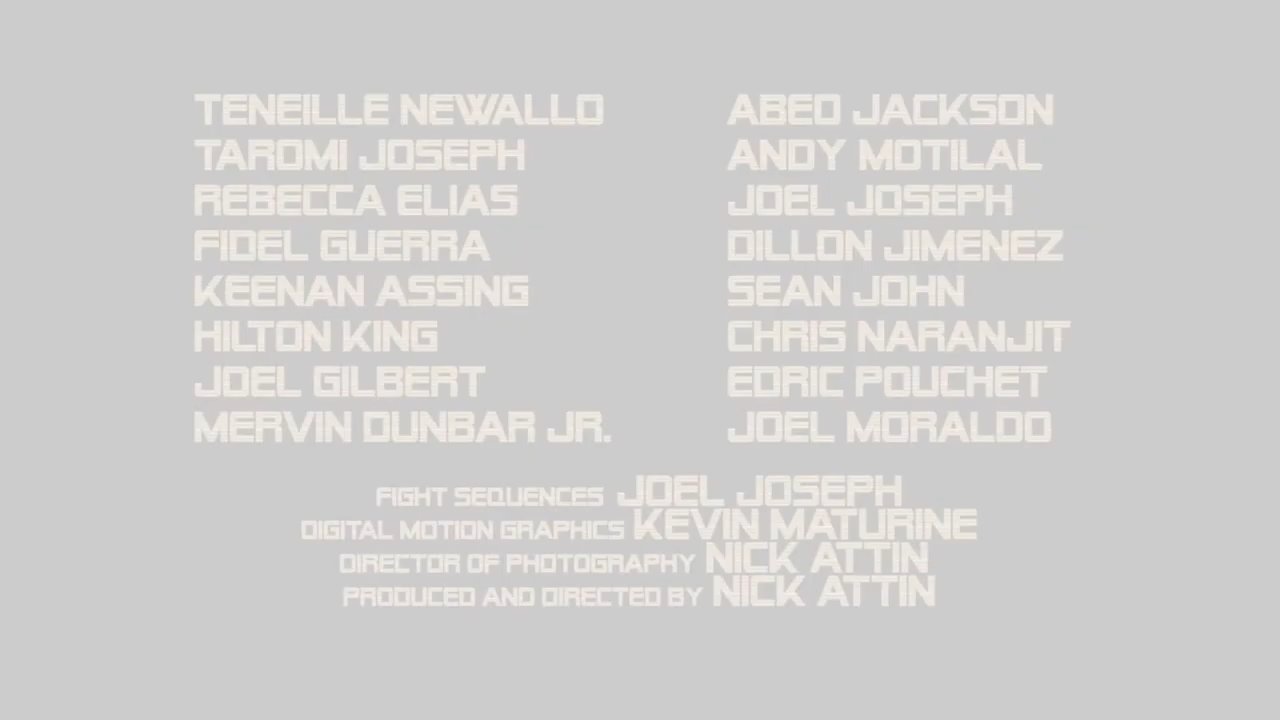 TENEILLE NEWALLO
TAROMI JOSEPH
REBECCA ELIAS
FIDEL GUERRA
KEENAN ASSING
HILTON KING
JOEL GILBERT
MERVIN DUNBAR JR.
ABEO JACKSON
ANDY MOTILAL
JOEL JOSEPH
DILLON JIMENEZ
SEAN JOHN
CHRIS NARANJIT
EDRIC POUCHET
JOEL MORALDO
FIGHT SEQUENCES JOEL JOSEPH
DIGITAL MOTION GRAPHICS KEVIN MATURINE
DIRECTOR OF PHOTOGRAPHY NICK ATTIN
PRODUCED AND DIRECTED BY NICK ATTIN